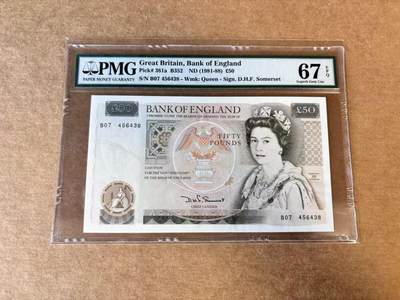 PMG
PAPER MONEY GUARANTY
Great Britain, Bank of England
Pick# 381a B352 ND (1981-88) £50
S/N B07 456438 - Wmk: Queen - Sign. D.H.F. Somerset
67 EPQ
Superb Gem Unc
£50
BANK OF ENGLAND
£50
I PROMISE TO PAY THE BEARER ON DEMAND THE SUM OF
B07 456438
FIFTY
POUNDS
LONDON
FOR THE GOVR AND COMPA
OF THE BANK OF ENGLAND
CHIEF CASHIER
B07 456438